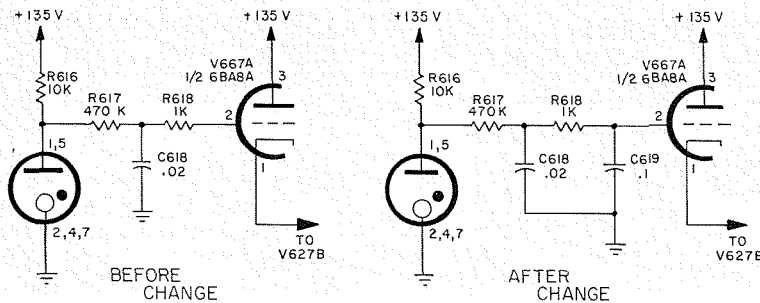 +135 V
R616
10K
R617
470 K
R618
1K
V667A
1/2 6BA8A
+135 V
3
2
1
1,5
C618
.02
2,4,7
TO
V627B
BEFORE
CHANGE
+135 V
R616
10K
R617
470 K
R618
1K
V667A
1/2 6BA8A
+135 V
3
2
1
1,5
C618
.02
C619
.1
2,4,7
TO
V627B
AFTER
CHANGE